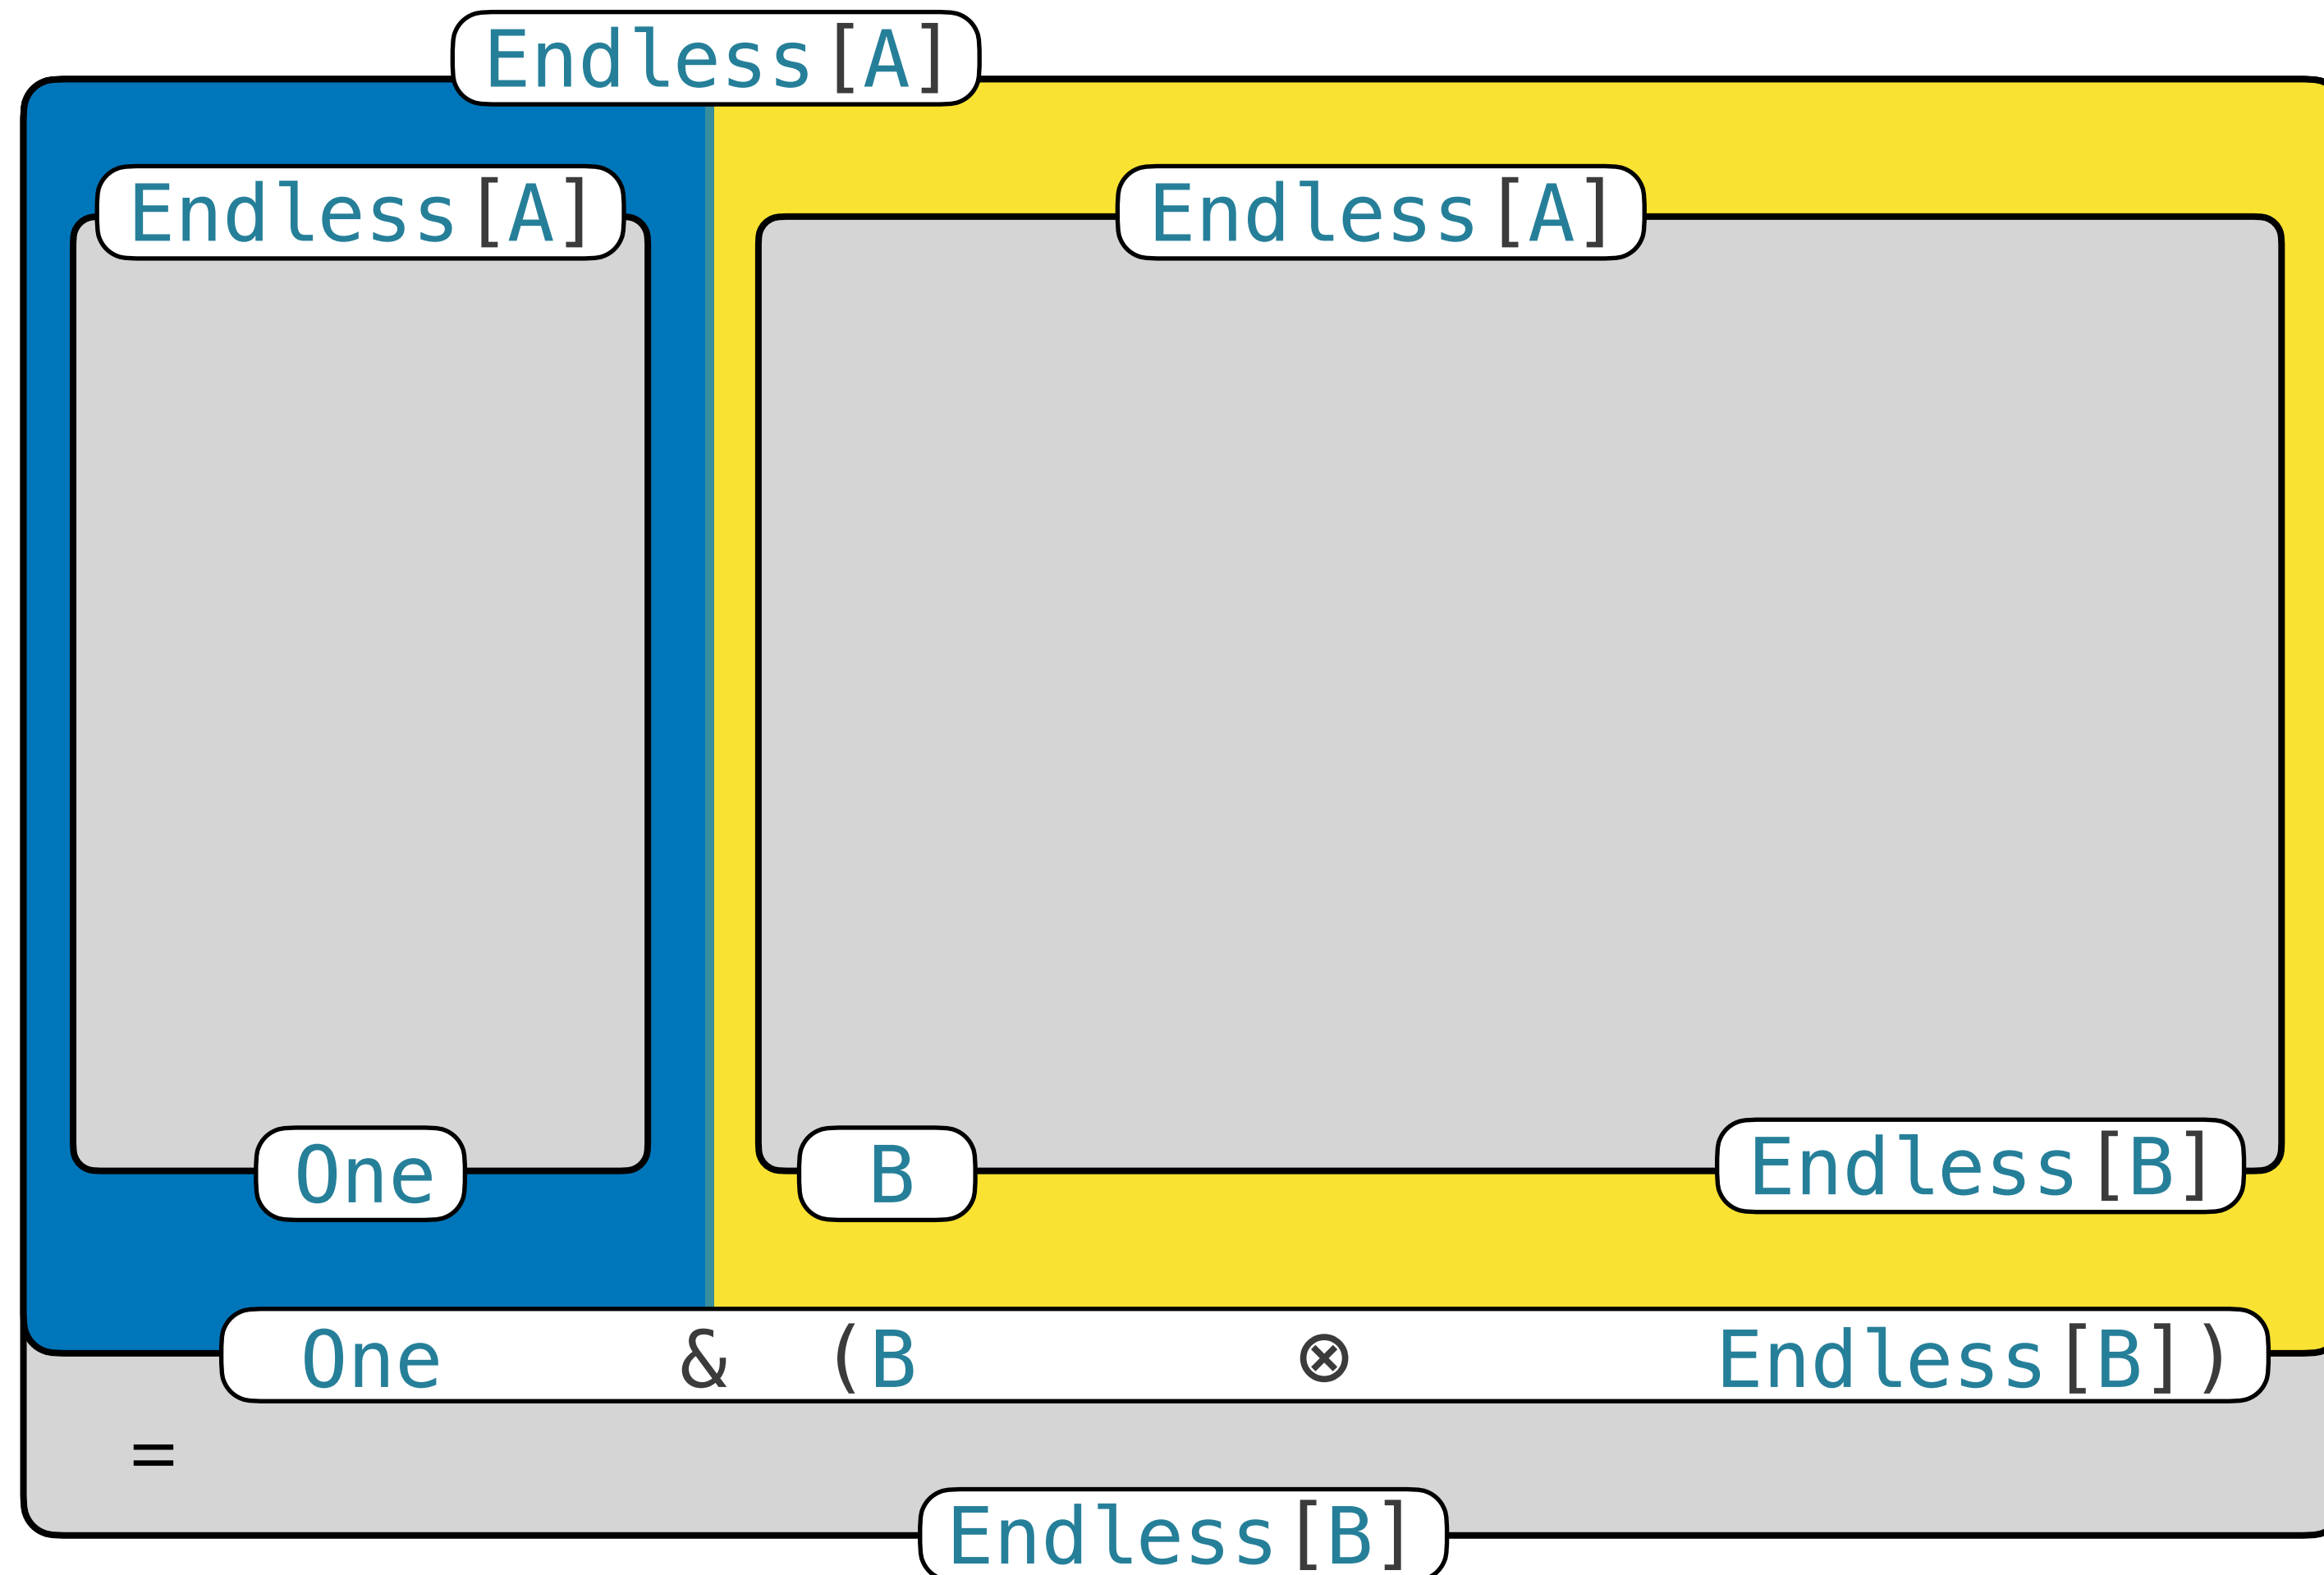 Endless[A]
Endless[A] Endless[A]
One B Endless[B]
One & (B ⊗ Endless[B])
=
Endless[B]